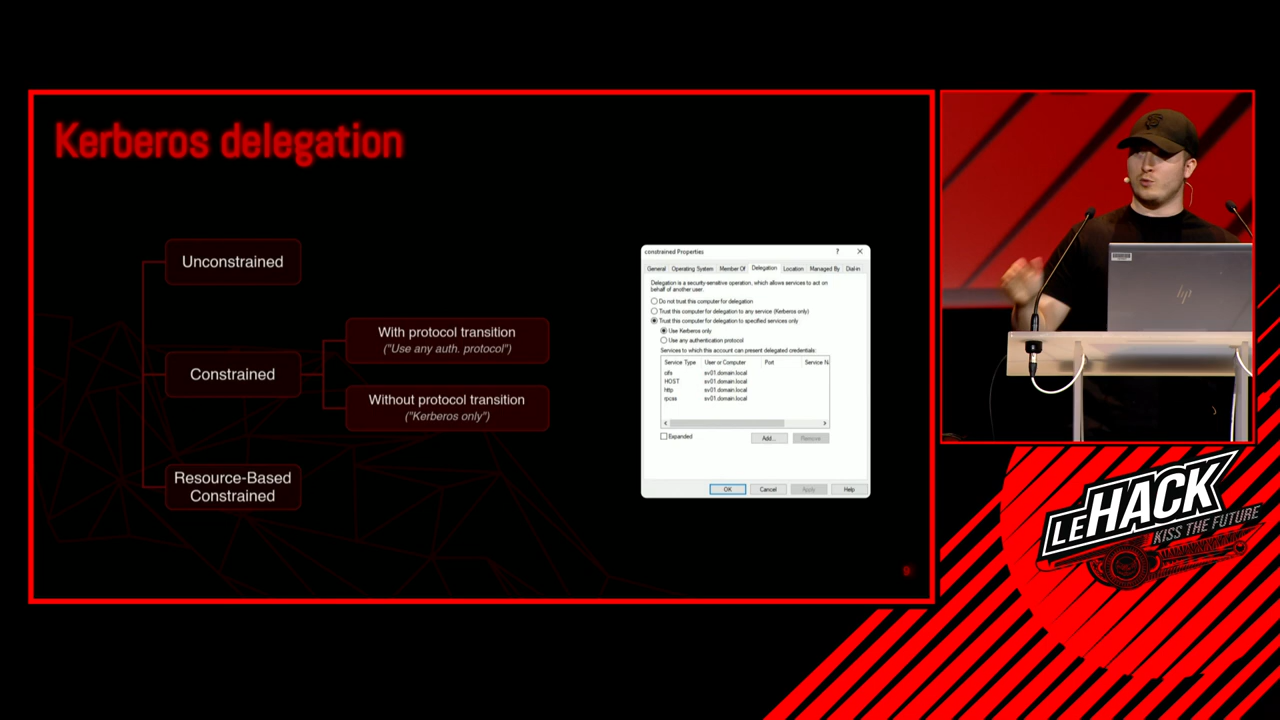 Kerberos delegation
Unconstrained
Constrained
With protocol transition
("Use any auth. protocol")
Without protocol transition
("Kerberos only")
Resource-Based
Constrained
constrained Properties
?
General Operating System Member Of Delegation Location Managed By Dial-in
Delegation is a security-sensitive operation, which allows services to act on
behalf of another user.
Do not trust this computer for delegation
Trust this computer for delegation to any service (Kerberos only)
Trust this computer for delegation to specified services only
Use Kerberos only
Use any authentication protocol
Services to which this account can present delegated credentials:
Service Type User or Computer Port Service N
cifs sv01.domain.local
HOST sv01.domain.local
http sv01.domain.local
rpcss sv01.domain.local
Expanded
Add... Remove
OK Cancel Apply Help
9
hp
LEHACK
KISS THE FUTURE